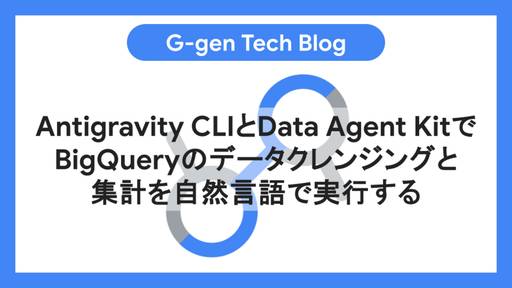 G-gen Tech Blog
Antigravity CLIとData Agent Kitで
BigQueryのデータクレンジングと
集計を自然言語で実行する